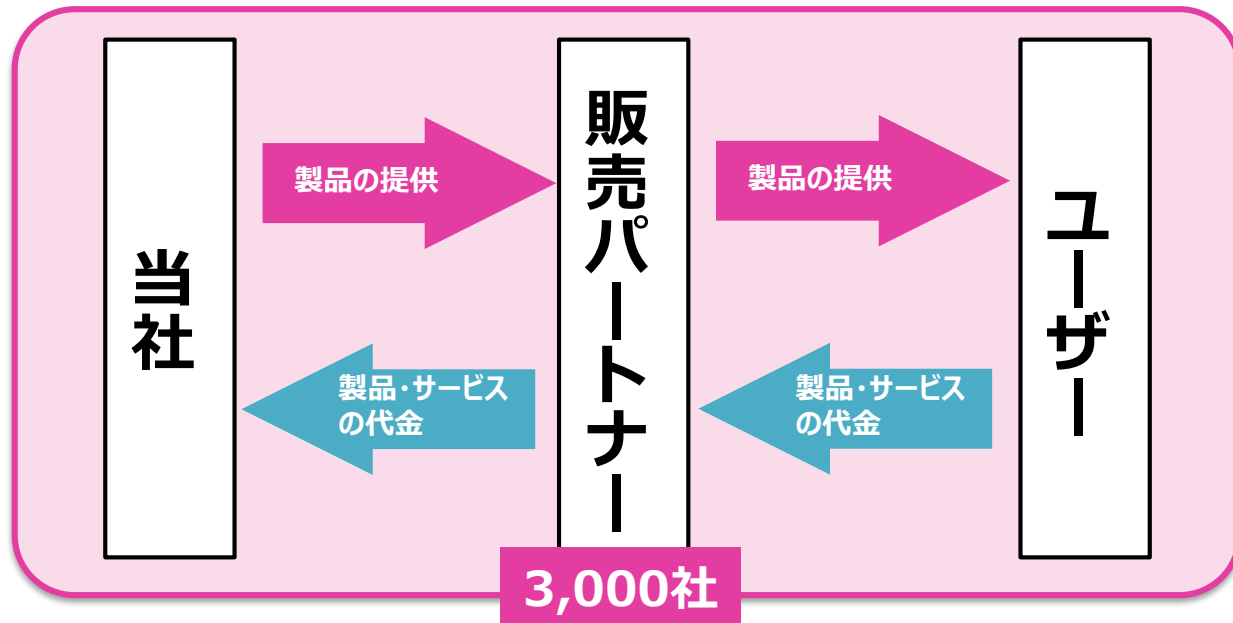 当社
製品の提供
製品・サービス
の代金
販売パートナー
3,000社
製品の提供
製品・サービス
の代金
ユーザー